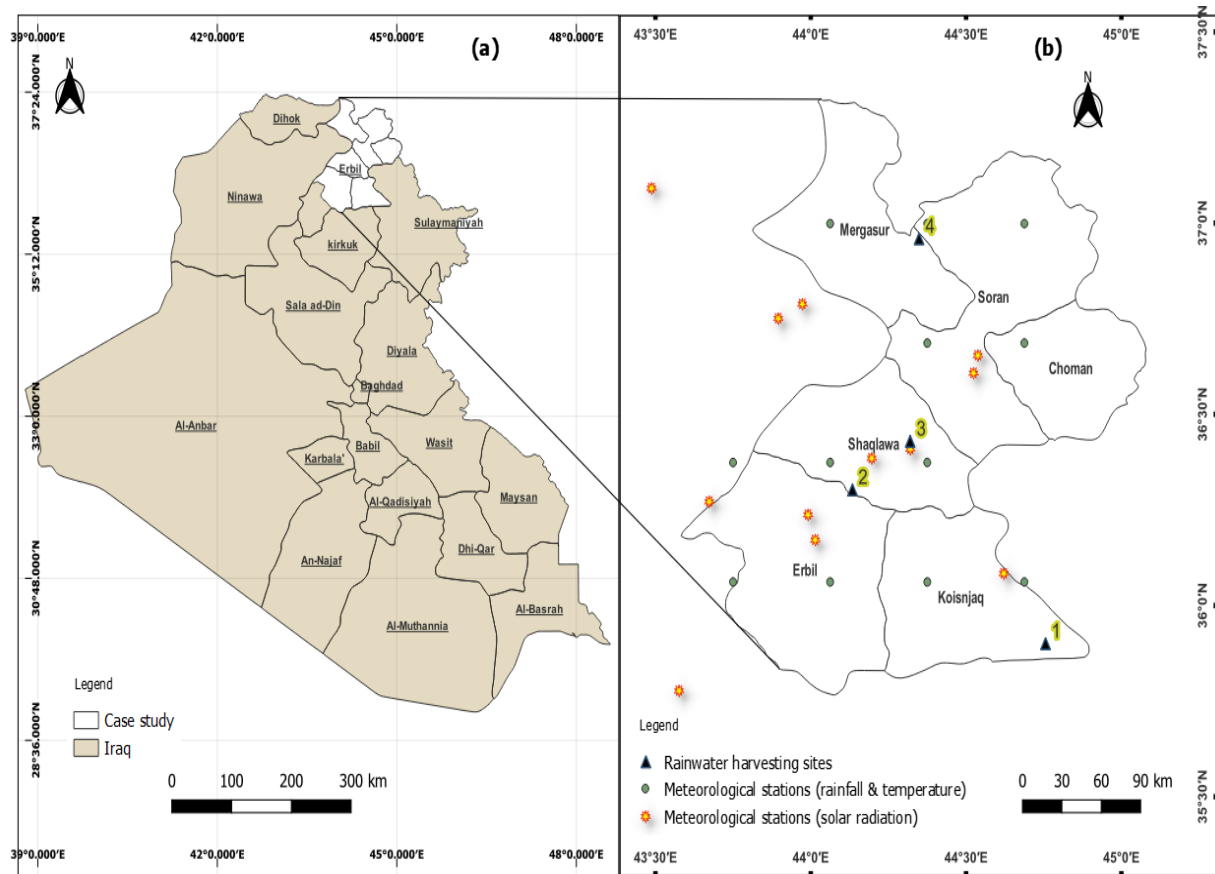 39°0.000'E 42°0.000'E 45°0.000'E 48°0.000'E
(a)
N
37°24.000'N
35°12.000'N
33°0.000'N
30°48.000'N
28°36.000'N
Dihok
Erbil
Ninawa
Sulaymaniyah
kirkuk
Sala ad-Din
Diyala
Baghdad
Al-Anbar
Wasit
Babil
Karbala'
Al-Qadisiyah
Maysan
An-Najaf
Dhi-Qar
Al-Basrah
Al-Muthannia
Legend
Case study
Iraq
0 100 200 300 km
39°0.000'E 42°0.000'E 45°0.000'E 48°0.000'E
43°30'E 44°0'E 44°30'E 45°0'E
(b)
N
37°30'N
37°0'N
36°30'N
36°0'N
35°30'N
Mergasur
4
Soran
Choman
3
Shaqlawa
2
Erbil
Koisnjaq
1
Legend
Rainwater harvesting sites
Meteorological stations (rainfall & temperature)
Meteorological stations (solar radiation)
0 30 60 90 km
43°30'E 44°0'E 44°30'E 45°0'E